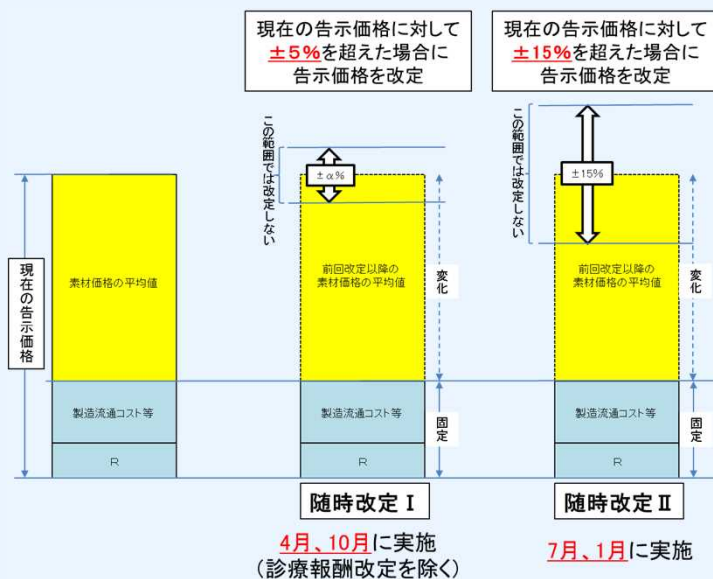 現在の告示価格に対して
±5%を超えた場合に
告示価格を改定
現在の告示価格に対して
±15%を超えた場合に
告示価格を改定
この範囲では改定しない
±α%
この範囲では改定しない
±15%
現在の告示価格
素材価格の平均値
前回改定以降の
素材価格の平均値
変化
前回改定以降の
素材価格の平均値
変化
製造流通コスト等
製造流通コスト等
固定
製造流通コスト等
固定
R
R
R
随時改定Ⅰ
随時改定Ⅱ
4月、10月に実施
(診療報酬改定を除く)
7月、1月に実施